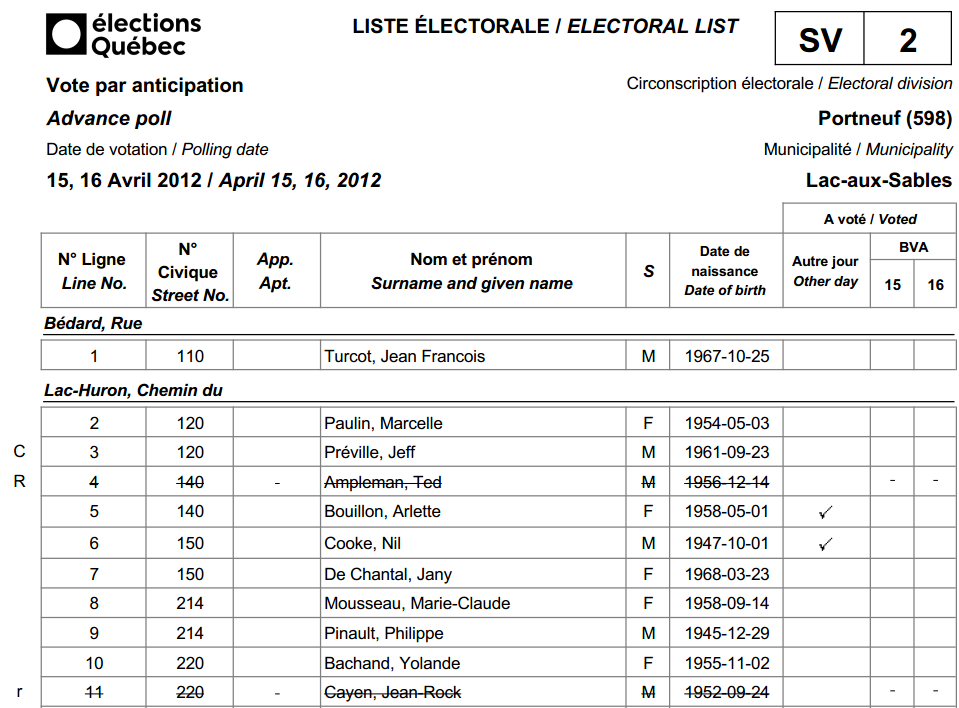 élections
Québec
LISTE ÉLECTORALE / ELECTORAL LIST
SV 2
Vote par anticipation
Circonscription électorale / Electoral division
Advance poll
Portneuf (598)
Date de votation / Polling date
Municipalité / Municipality
15, 16 Avril 2012 / April 15, 16, 2012
Lac-aux-Sables
A voté / Voted
N° Ligne
Line No.
N°
Civique
Street No.
App.
Apt.
Nom et prénom
Surname and given name
S
Date de
naissance
Date of birth
Autre jour
Other day
BVA
15 16
Bédard, Rue
1 110 Turcot, Jean Francois M 1967-10-25
Lac-Huron, Chemin du
2 120 Paulin, Marcelle F 1954-05-03
C 3 120 Préville, Jeff M 1961-09-23
R 4 140 - Ampleman, Ted M 1956-12-14 - -
5 140 Bouillon, Arlette F 1958-05-01 ✓
6 150 Cooke, Nil M 1947-10-01 ✓
7 150 De Chantal, Jany F 1968-03-23
8 214 Mousseau, Marie-Claude F 1958-09-14
9 214 Pinault, Philippe M 1945-12-29
10 220 Bachand, Yolande F 1955-11-02
r 11 220 - Cayen, Jean-Rock M 1952-09-24 - -